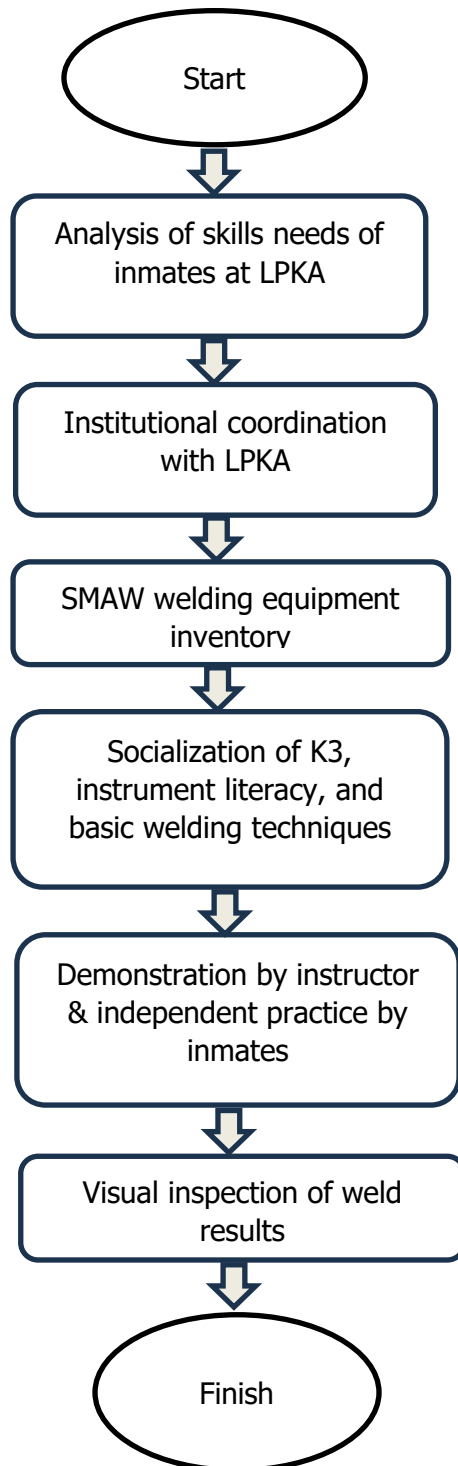 Start
Analysis of skills needs of
inmates at LPKA
Institutional coordination
with LPKA
SMAW welding equipment
inventory
Socialization of K3,
instrument literacy, and
basic welding techniques
Demonstration by instructor
& independent practice by
inmates
Visual inspection of weld
results
Finish